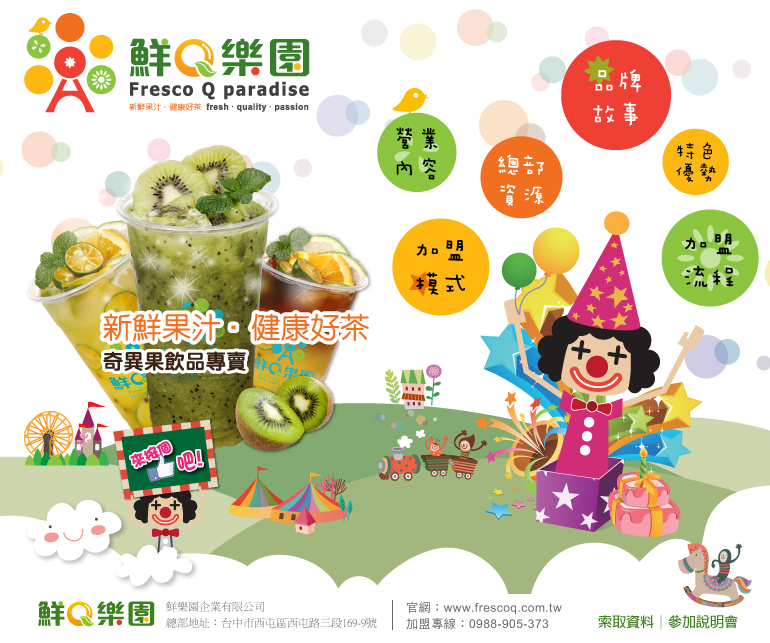 鮮Q樂園
Fresco Q paradise
新鮮果汁・健康好茶 fresh · quality · passion
品牌
故事
營業
內容
總部
資源
特色
優勢
加盟
模式
加盟
流程
新鮮果汁・健康好茶
奇異果飲品專賣
來按個
吧!
鮮Q樂園
鮮樂園企業有限公司
總部地址：台中市西屯區西屯路三段169-9號
官網：www.frescoq.com.tw
加盟專線：0988-905-373
索取資料｜參加說明會